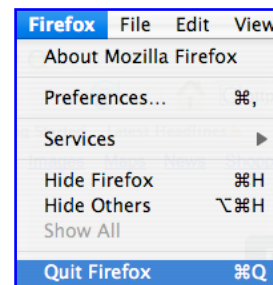 Firefox File Edit View
About Mozilla Firefox
Preferences... ⌘,
Services ▶
Hide Firefox ⌘H
Hide Others ⌥⌘H
Show All
Quit Firefox ⌘Q